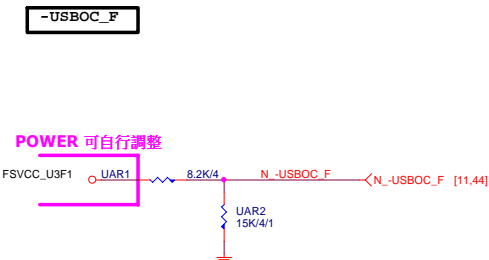 -USBOC_F
POWER 可自行調整
FSVCC_U3F1 UAR1 8.2K/4 N_-USBOC_F N_-USBOC_F [11,44]
UAR2
15K/4/1